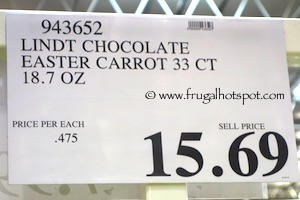 943652
LINDT CHOCOLATE
EASTER CARROT 33 CT
18.7 OZ
www.frugalhotspot.com
PRICE PER EACH
.475
SELL PRICE
15.69